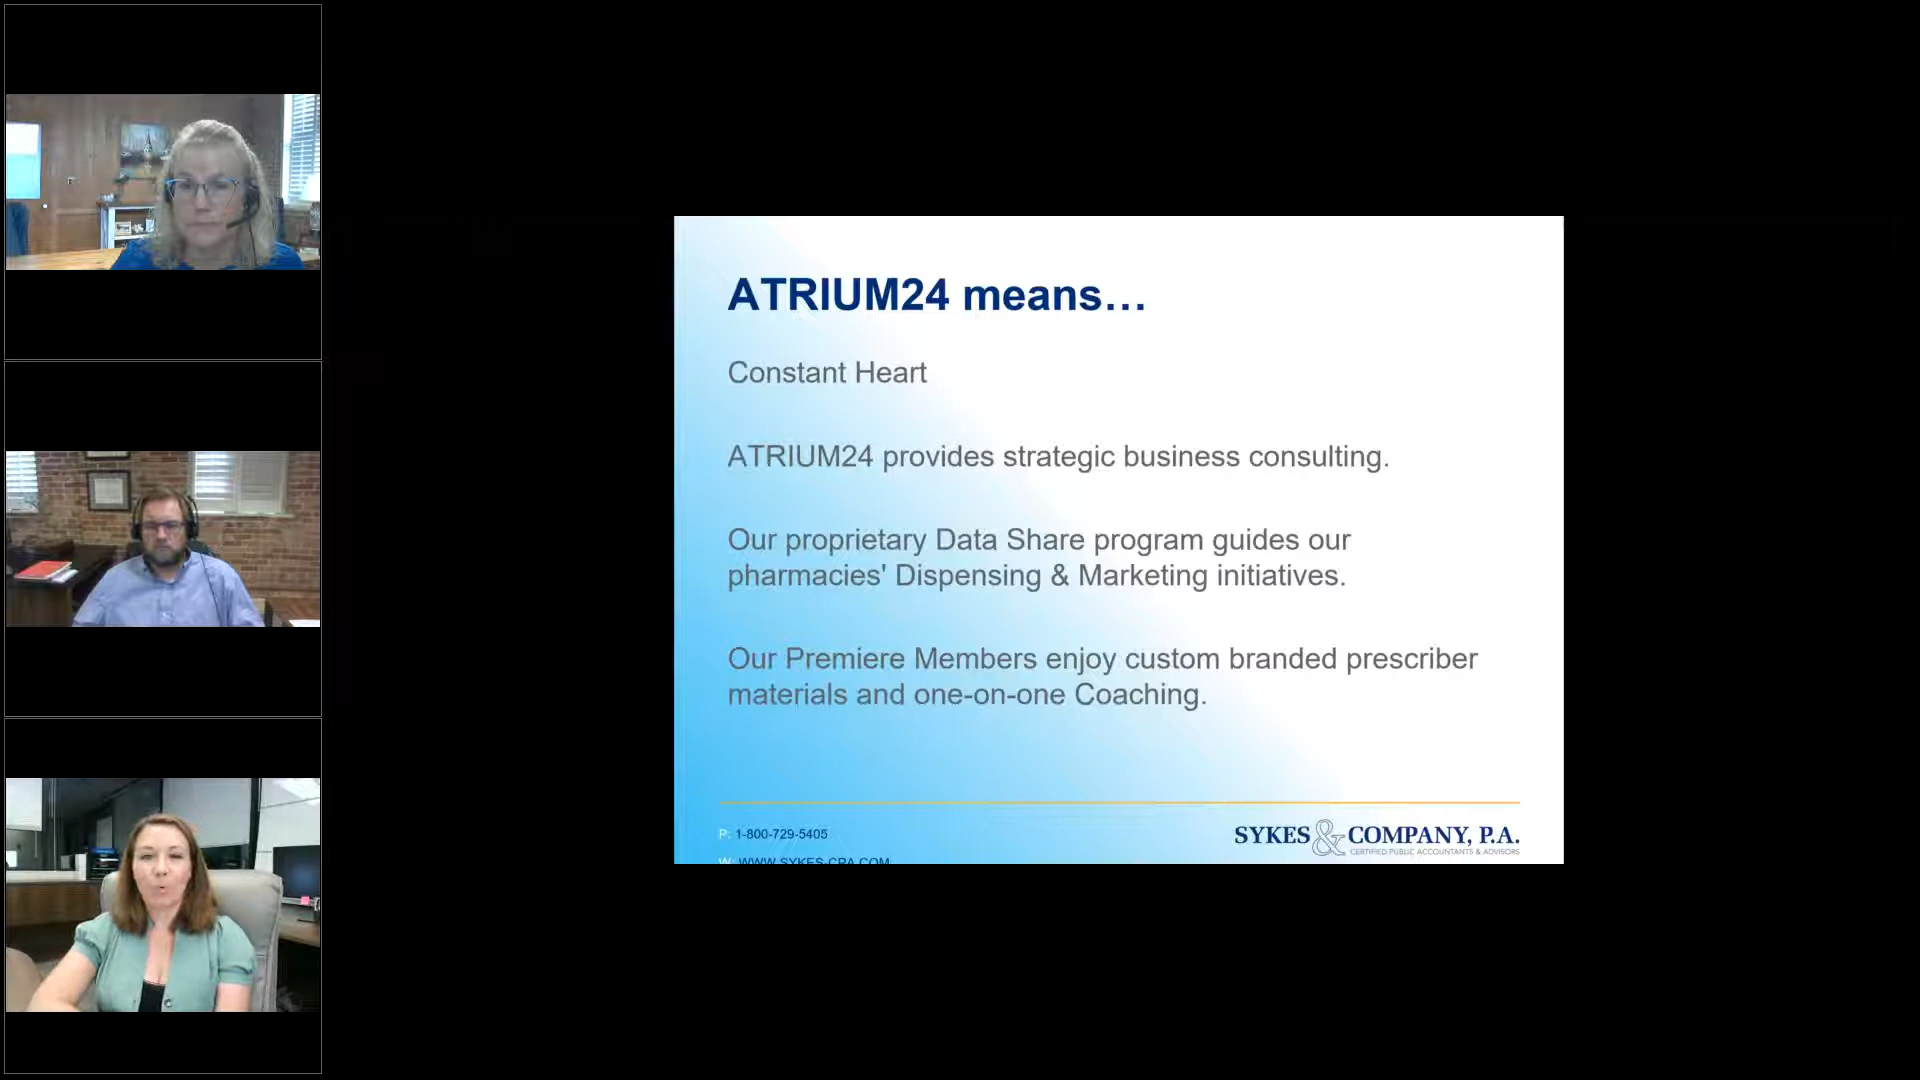 ATRIUM24 means…
Constant Heart
ATRIUM24 provides strategic business consulting.
Our proprietary Data Share program guides our
pharmacies' Dispensing & Marketing initiatives.
Our Premiere Members enjoy custom branded prescriber
materials and one-on-one Coaching.
P: 1-800-729-5405
W: WWW.SYKES-CPA.COM
SYKES & COMPANY, P.A.
CERTIFIED PUBLIC ACCOUNTANTS & ADVISORS